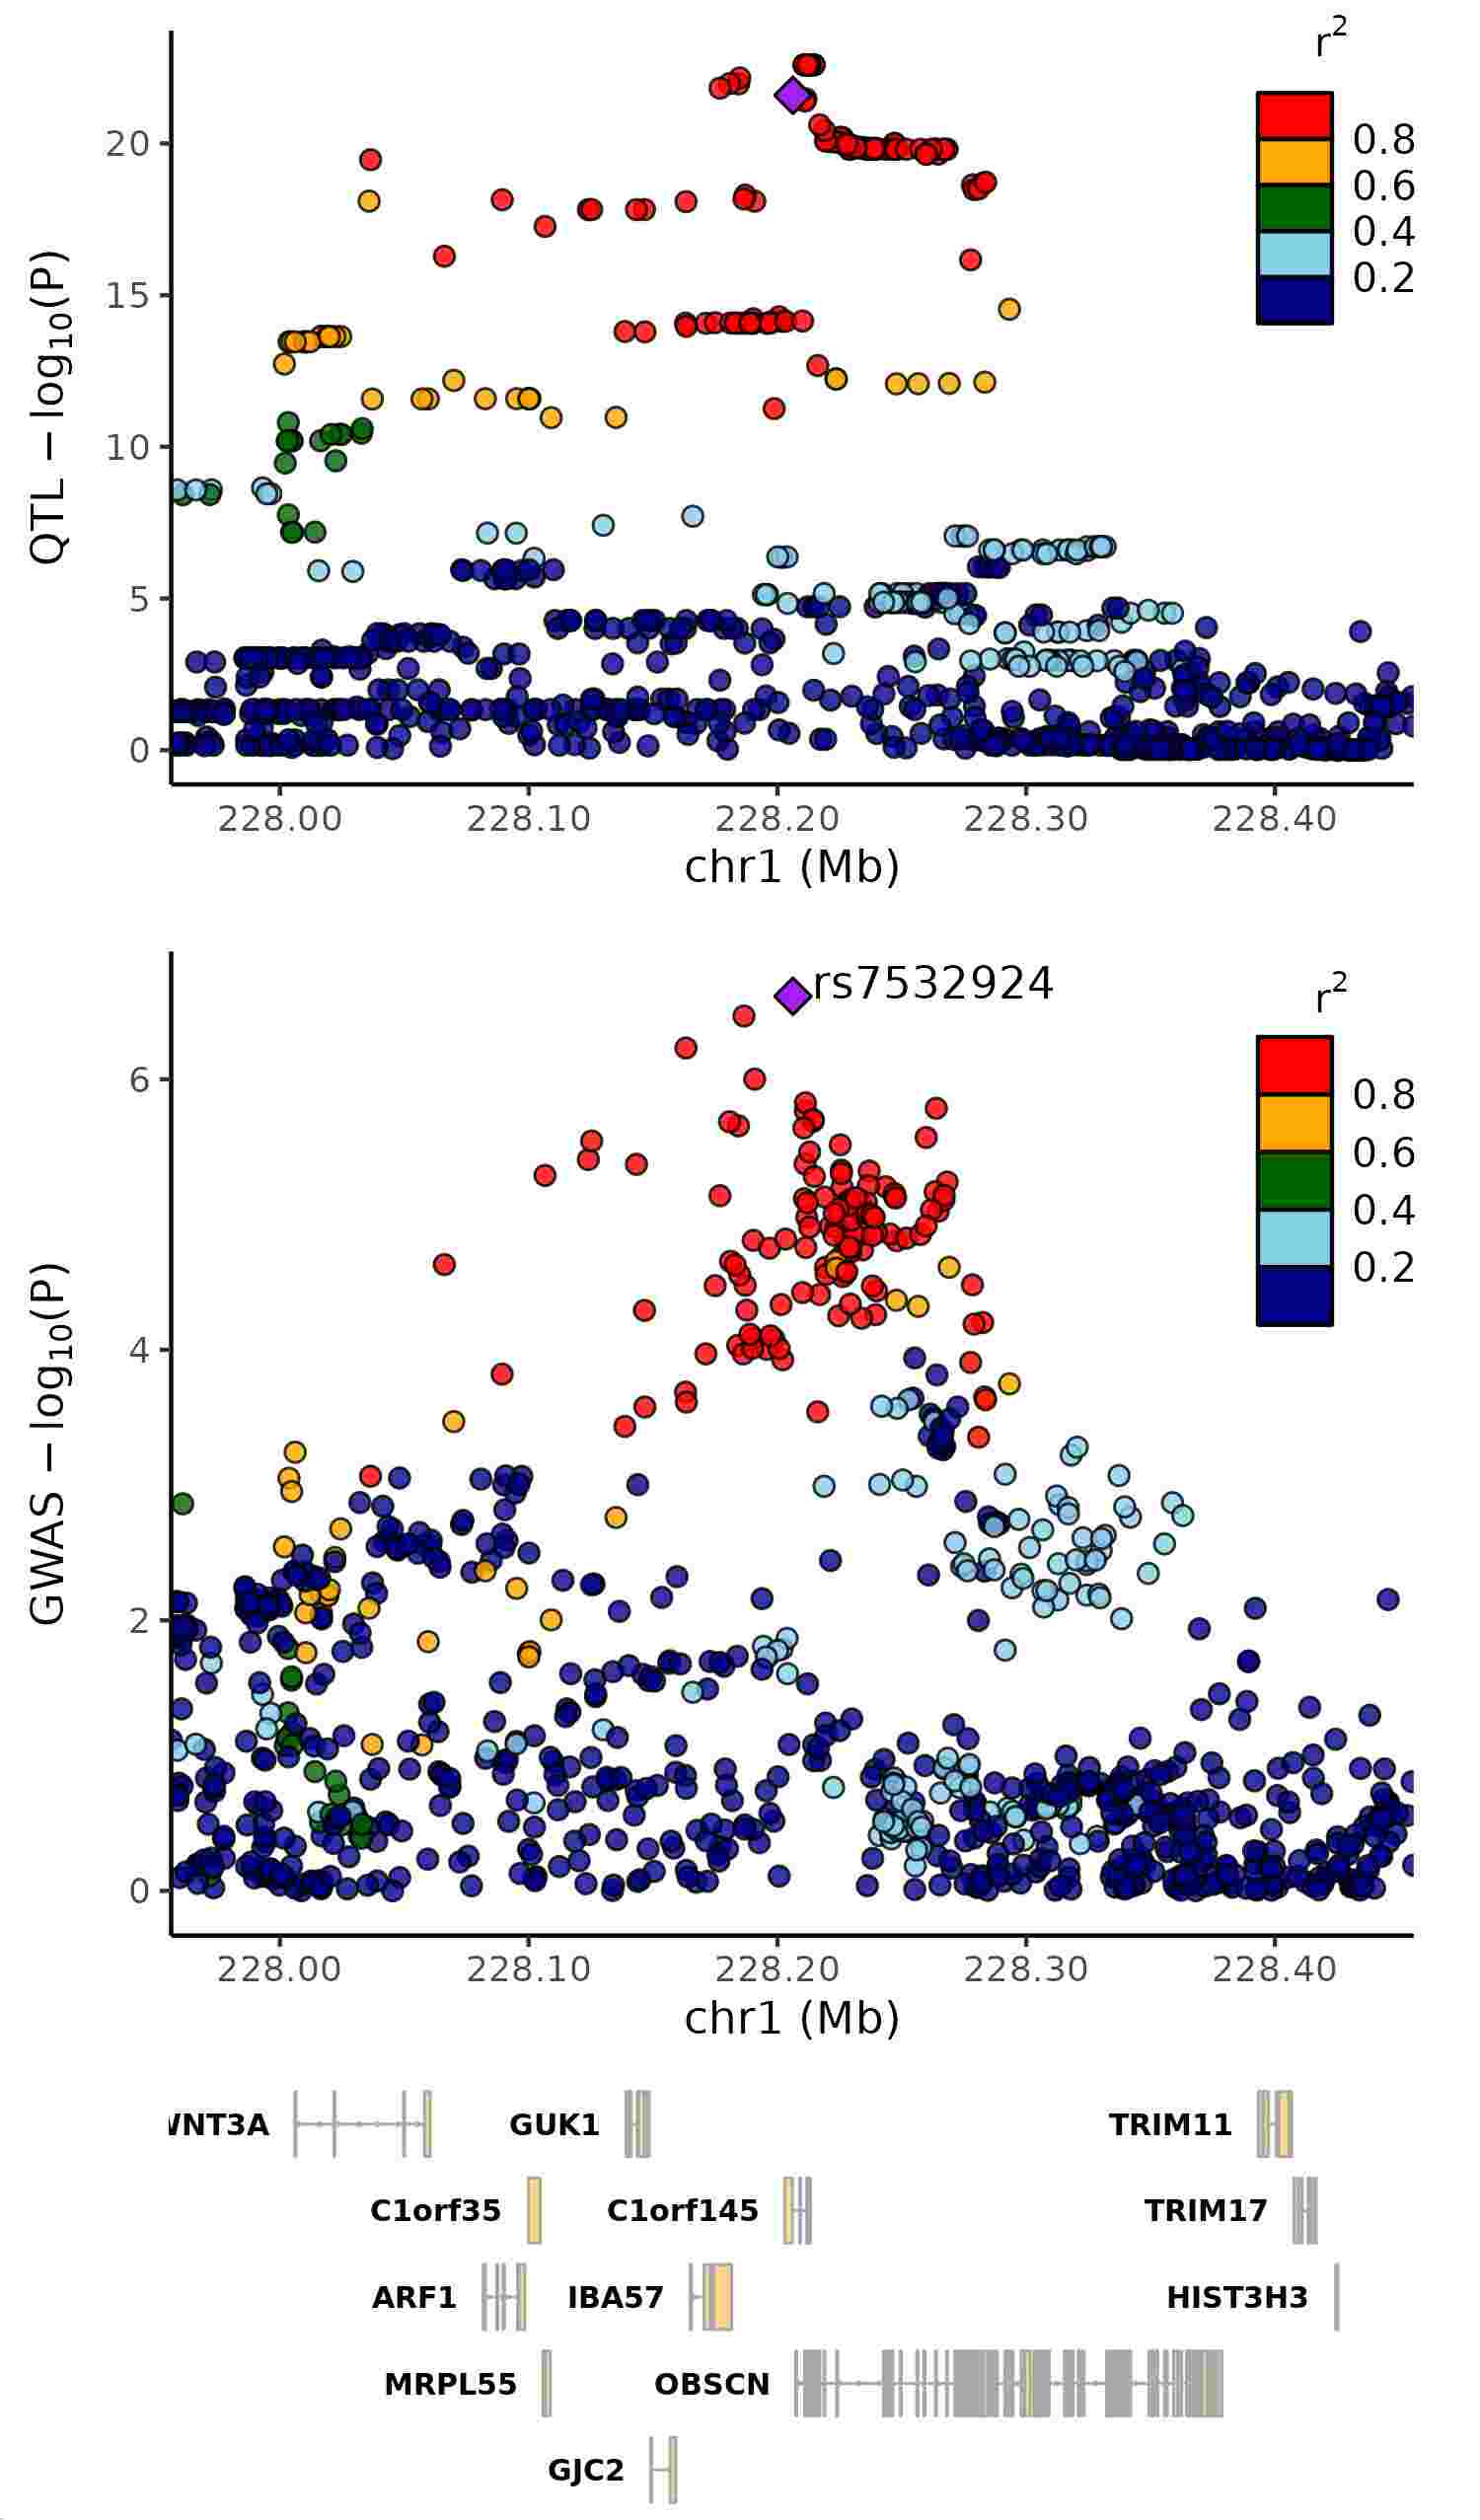 r2
QTL − log10(P)
20
15
10
5
0
0.8
0.6
0.4
0.2
228.00 228.10 228.20 228.30 228.40
chr1 (Mb)
rs7532924
r2
GWAS − log10(P)
6
4
2
0
0.8
0.6
0.4
0.2
228.00 228.10 228.20 228.30 228.40
chr1 (Mb)
WNT3A GUK1 TRIM11
C1orf35 C1orf145 TRIM17
ARF1 IBA57 HIST3H3
MRPL55 OBSCN
GJC2